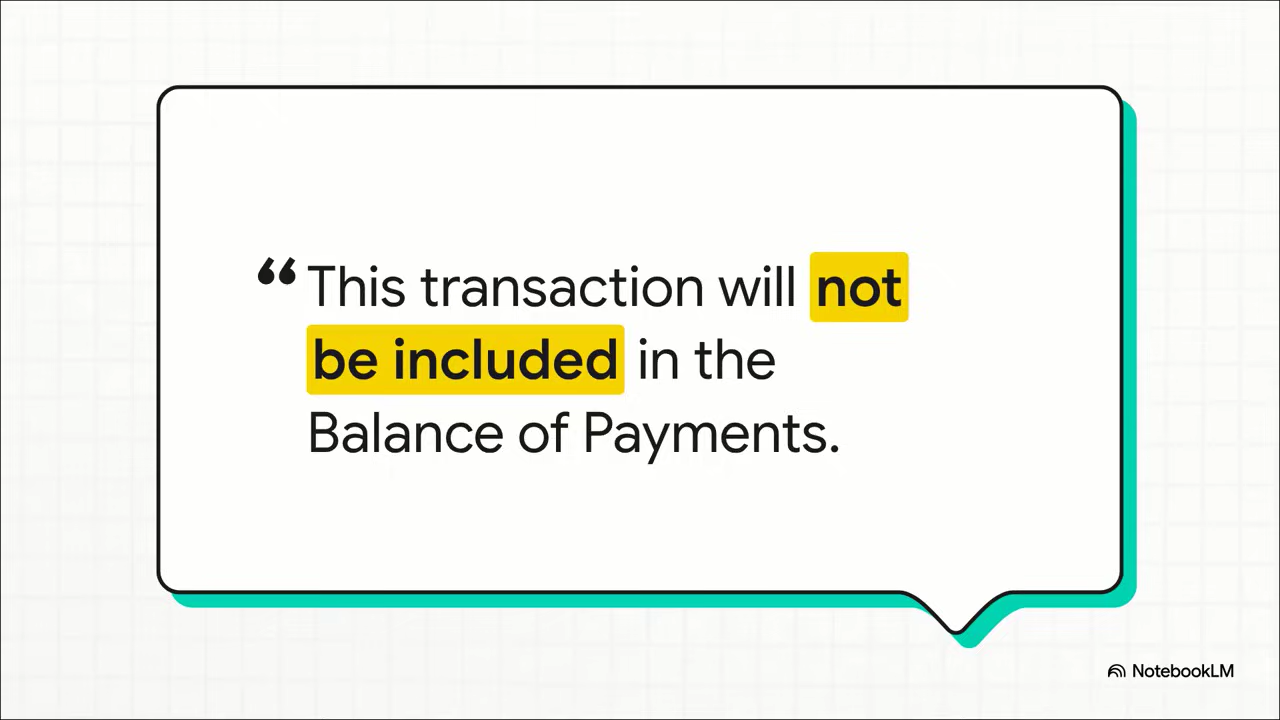 “This transaction will not
be included in the
Balance of Payments.
NotebookLM